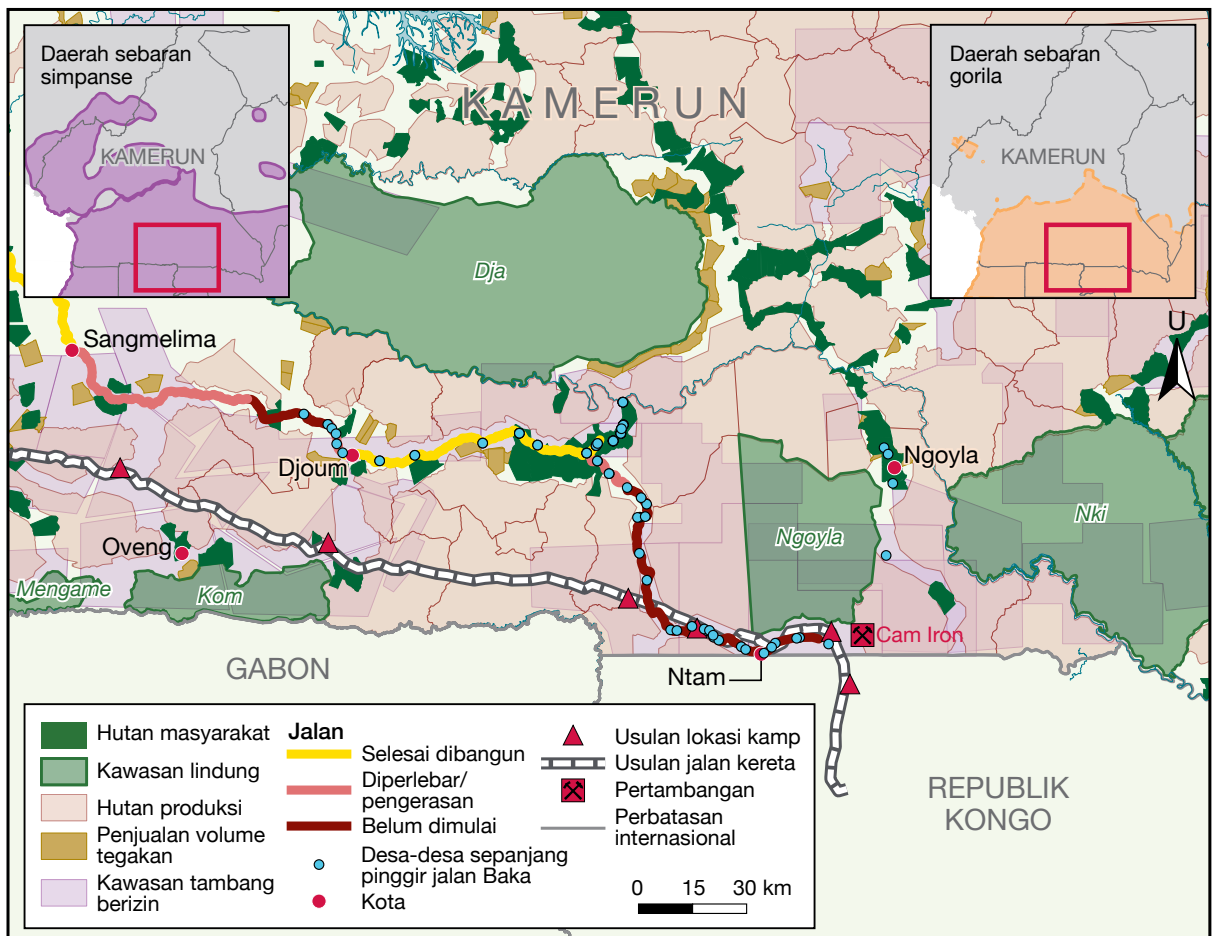 Daerah sebaran
simpanse
KAMERUN
KAMERUN
Daerah sebaran
gorila
KAMERUN
Dja
U
Sangmelima
Djoum
Ngoyla
Oveng
Ngoyla
Nki
Mengame
Kom
Cam Iron
GABON
Ntam
REPUBLIK
KONGO
Hutan masyarakat
Kawasan lindung
Hutan produksi
Penjualan volume
tegakan
Kawasan tambang
berizin
Jalan
Selesai dibangun
Diperlebar/
pengerasan
Belum dimulai
Desa-desa sepanjang
pinggir jalan Baka
Kota
Usulan lokasi kamp
Usulan jalan kereta
Pertambangan
Perbatasan
internasional
0 15 30 km